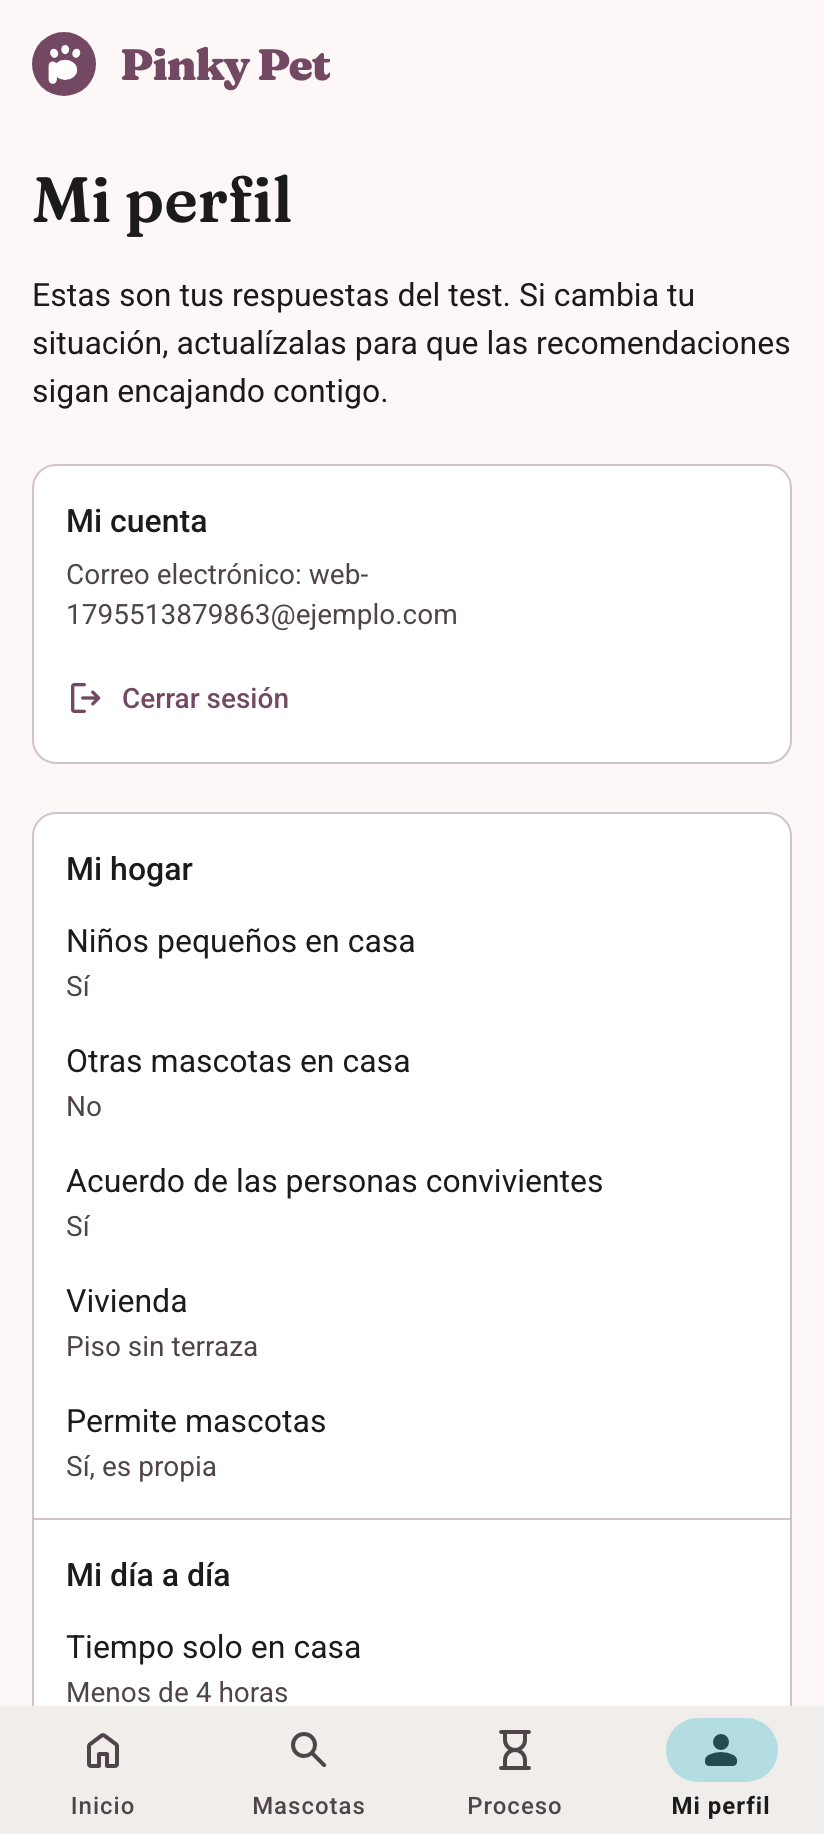 Pinky Pet
Mi perfil
Estas son tus respuestas del test. Si cambia tu
situación, actualízalas para que las recomendaciones
sigan encajando contigo.
Mi cuenta
Correo electrónico: web-
1795513879863@ejemplo.com
Cerrar sesión
Mi hogar
Niños pequeños en casa
Sí
Otras mascotas en casa
No
Acuerdo de las personas convivientes
Sí
Vivienda
Piso sin terraza
Permite mascotas
Sí, es propia
Mi día a día
Tiempo solo en casa
Menos de 4 horas
Inicio
Mascotas
Proceso
Mi perfil